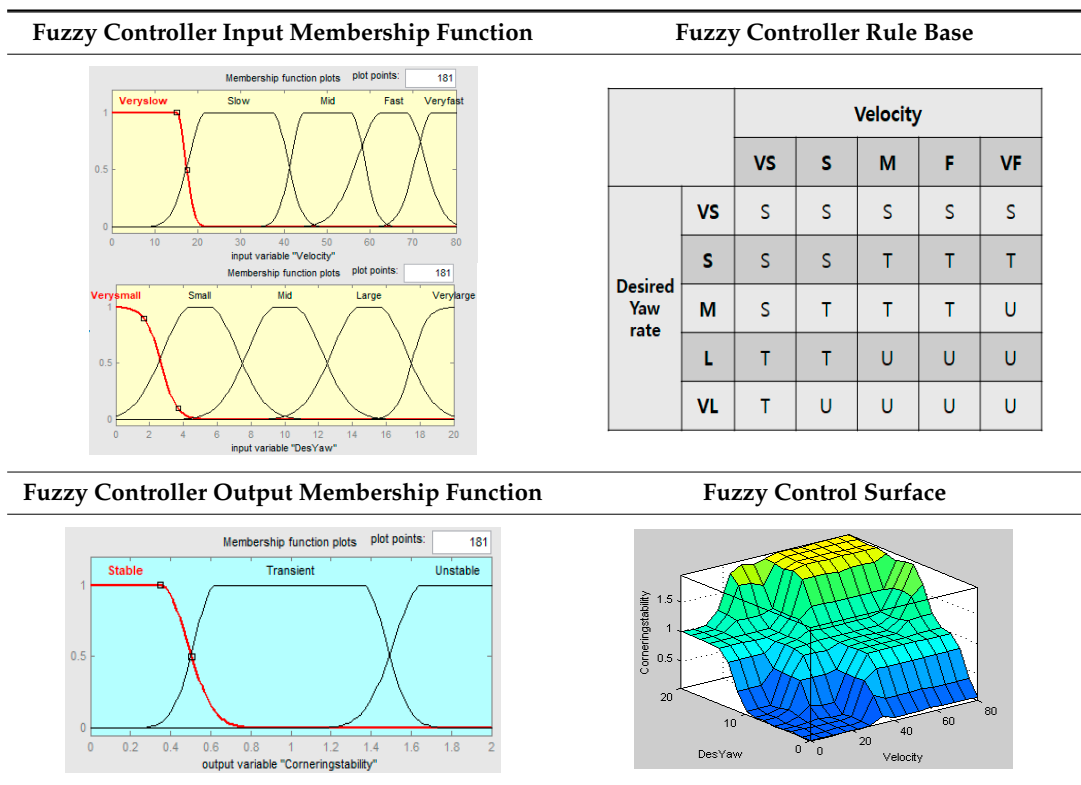 Fuzzy Controller Input Membership Function
Fuzzy Controller Rule Base
Membership function plots plot points: 181
Veryslow Slow Mid Fast Veryfast
1
0.5
0
0 10 20 30 40 50 60 70 80
input variable "Velocity"
Membership function plots plot points: 181
Verysmall Small Mid Large Verylarge
1
0.5
0
0 2 4 6 8 10 12 14 16 18 20
input variable "DesYaw"
Velocity
VS S M F VF
Desired Yaw rate
VS S S S S S
S S S T T T
M S T T T U
L T T U U U
VL T U U U U
Fuzzy Controller Output Membership Function
Fuzzy Control Surface
Membership function plots plot points: 181
Stable Transient Unstable
1
0.5
0
0 0.2 0.4 0.6 0.8 1 1.2 1.4 1.6 1.8 2
output variable "Corneringstability"
Corneringstability
1.5
1
0.5
20
10
0
DesYaw
0 20 40 60 80
Velocity